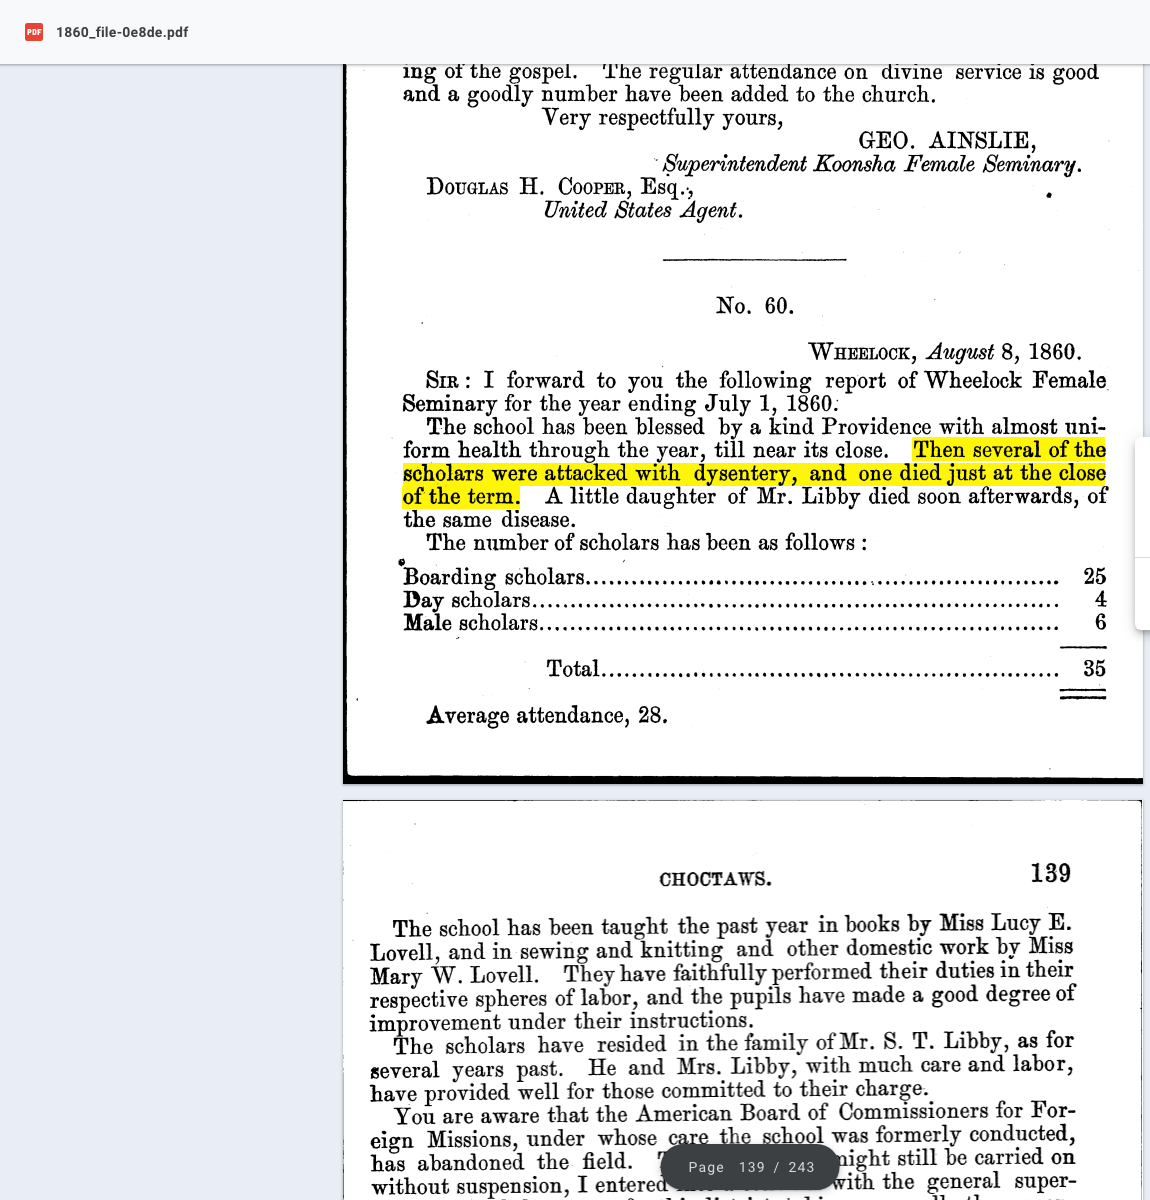 PDF 1860_file-0e8de.pdf
ing of the gospel. The regular attendance on divine service is good
and a goodly number have been added to the church.
Very respectfully yours,
GEO. AINSLIE,
Superintendent Koonsha Female Seminary.
DOUGLAS H. COOPER, Esq.,
United States Agent.
No. 60.
WHEELOCK, August 8, 1860.
SIR: I forward to you the following report of Wheelock Female
Seminary for the year ending July 1, 1860.
The school has been blessed by a kind Providence with almost uni-
form health through the year, till near its close. Then several of the
scholars were attacked with dysentery, and one died just at the close
of the term. A little daughter of Mr. Libby died soon afterwards, of
the same disease.
The number of scholars has been as follows:
Boarding scholars........ 25
Day scholars........ 4
Male scholars........ 6
Total........ 35
Average attendance, 28.
CHOCTAWS. 139
The school has been taught the past year in books by Miss Lucy E.
Lovell, and in sewing and knitting and other domestic work by Miss
Mary W. Lovell. They have faithfully performed their duties in their
respective spheres of labor, and the pupils have made a good degree of
improvement under their instructions.
The scholars have resided in the family of Mr. S. T. Libby, as for
several years past. He and Mrs. Libby, with much care and labor,
have provided well for those committed to their charge.
You are aware that the American Board of Commissioners for For-
eign Missions, under whose care the school was formerly conducted,
has abandoned the field. might still be carried on
without suspension, I entered with the general super-
Page 139 / 243